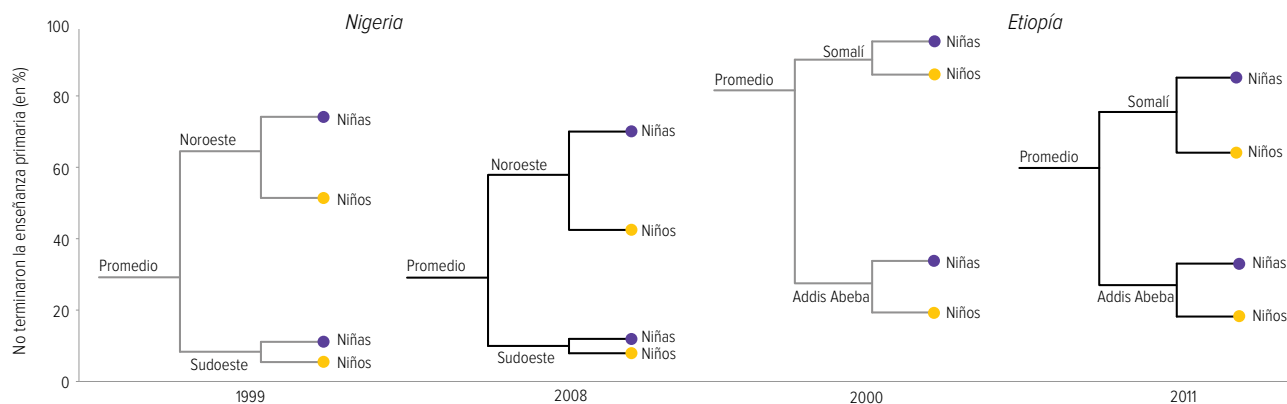 Nigeria
Etiopía
No terminaron la enseñanza primaria (en %)
100
80
60
40
20
0
Promedio
Noroeste
Niñas
Niños
Sudoeste
Niñas
Niños
1999
Promedio
Noroeste
Niñas
Niños
Sudoeste
Niñas
Niños
2008
Promedio
Somalí
Niñas
Niños
Addis Abeba
Niñas
Niños
2000
Promedio
Somalí
Niñas
Niños
Addis Abeba
Niñas
Niños
2011